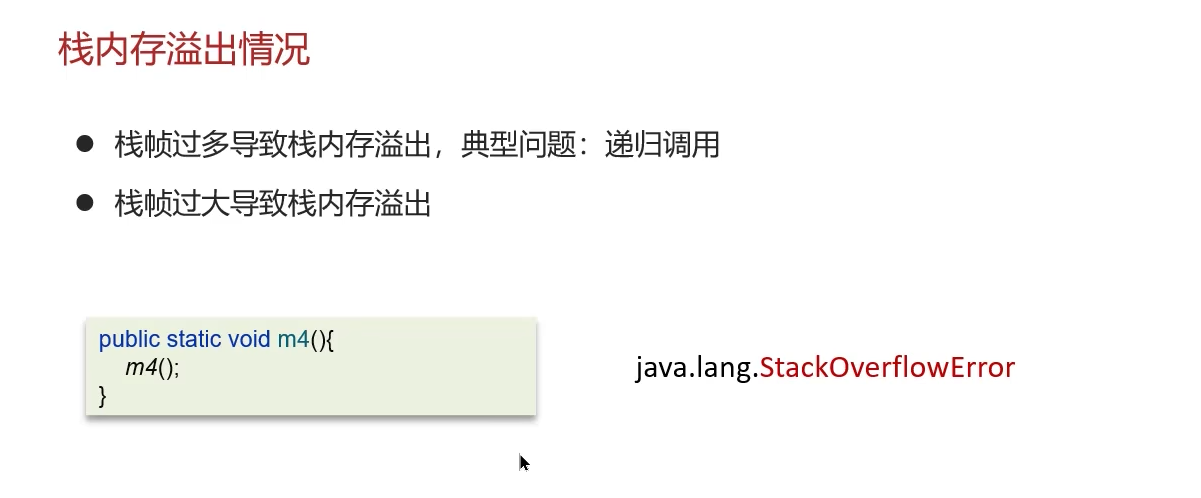 栈内存溢出情况
● 栈帧过多导致栈内存溢出，典型问题：递归调用
● 栈帧过大导致栈内存溢出
public static void m4(){
m4();
}
java.lang.StackOverflowError